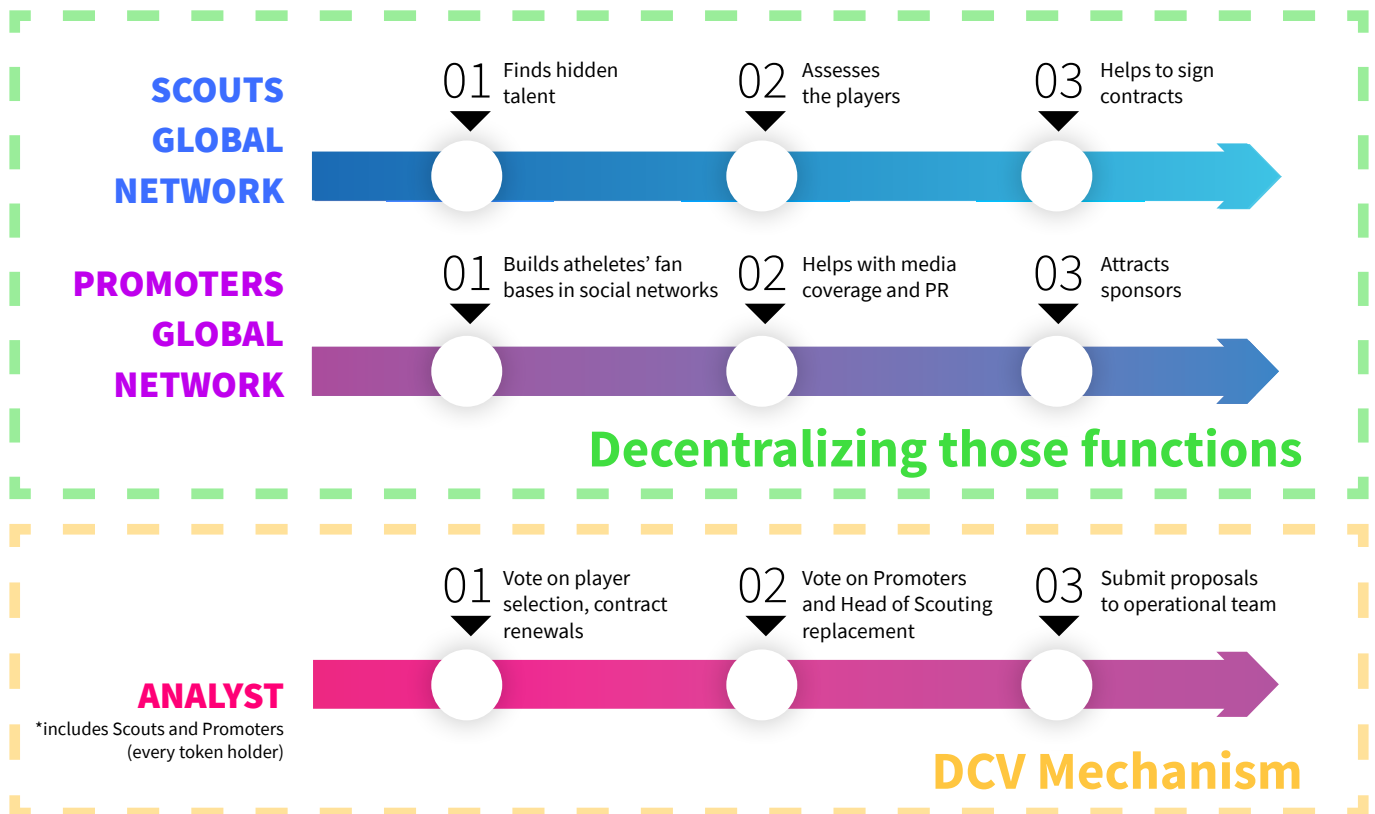 SCOUTS
GLOBAL
NETWORK
01 Finds hidden
talent
02 Assesses
the players
03 Helps to sign
contracts
PROMOTERS
GLOBAL
NETWORK
01 Builds atheletes’ fan
bases in social networks
02 Helps with media
coverage and PR
03 Attracts
sponsors
Decentralizing those functions
ANALYST
*includes Scouts and Promoters
(every token holder)
01 Vote on player
selection, contract
renewals
02 Vote on Promoters
and Head of Scouting
replacement
03 Submit proposals
to operational team
DCV Mechanism